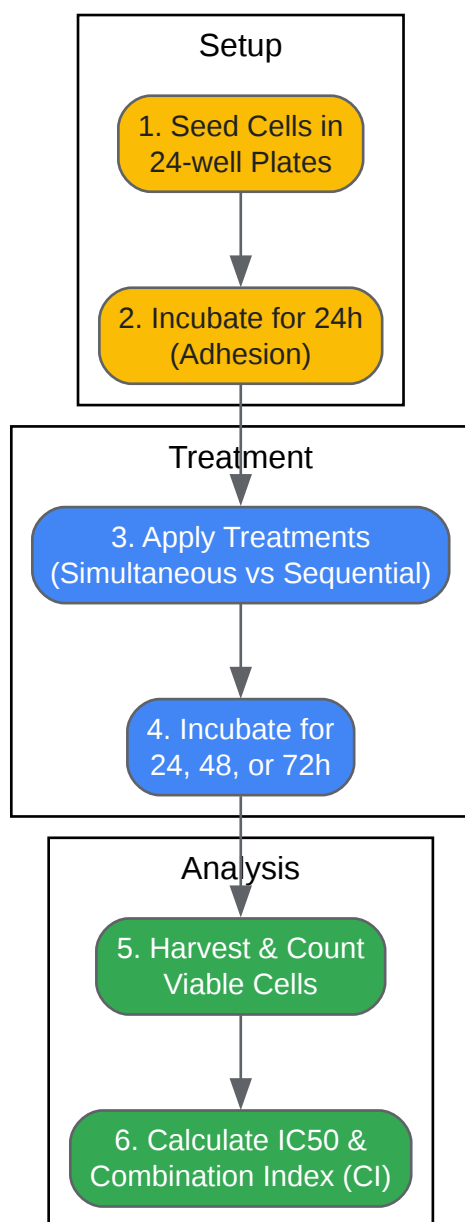 Setup
1. Seed Cells in
24-well Plates
2. Incubate for 24h
(Adhesion)
Treatment
3. Apply Treatments
(Simultaneous vs Sequential)
4. Incubate for
24, 48, or 72h
Analysis
5. Harvest & Count
Viable Cells
6. Calculate IC50 &
Combination Index (CI)